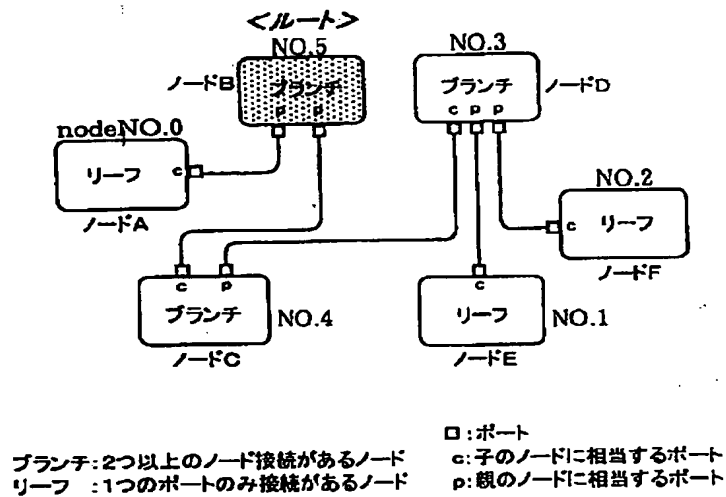 <ルート>
NO.5
ノードB
ブランチ
p p
NO.3
ブランチ
c p p
ノードD
nodeNO.0
リーフ c
ノードA
NO.2
c リーフ
ノードF
c p
ブランチ
NO.4
ノードC
c
リーフ
NO.1
ノードE
ブランチ:2つ以上のノード接続があるノード
リーフ :1つのポートのみ接続があるノード
□:ポート
c:子のノードに相当するポート
p:親のノードに相当するポート